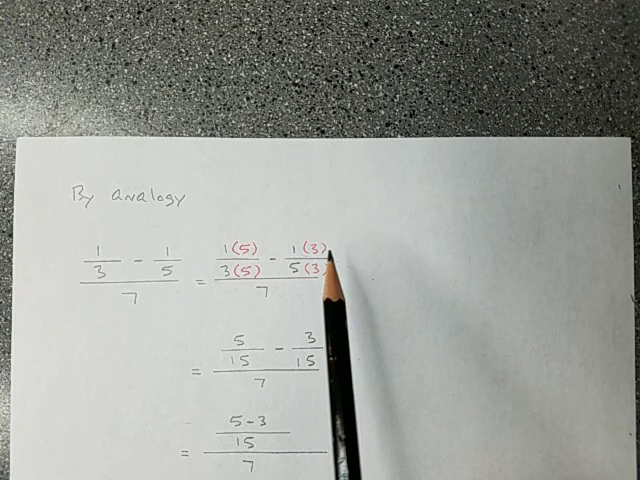 By analogy
1/3 - 1/5 / 7 = 1(5)/3(5) - 1(3)/5(3) / 7
= 5/15 - 3/15 / 7
= 5-3/15 / 7